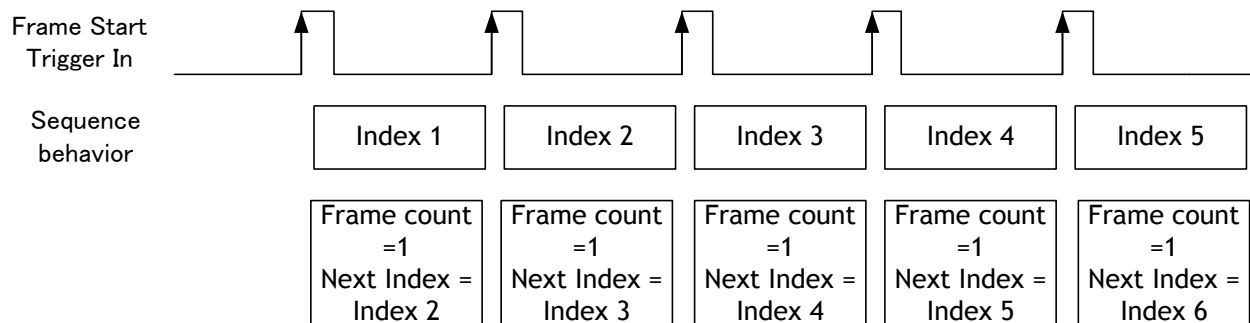 Frame Start
Trigger In
Sequence
behavior
Index 1
Index 2
Index 3
Index 4
Index 5
Frame count
=1
Next Index =
Index 2
Frame count
=1
Next Index =
Index 3
Frame count
=1
Next Index =
Index 4
Frame count
=1
Next Index =
Index 5
Frame count
=1
Next Index =
Index 6